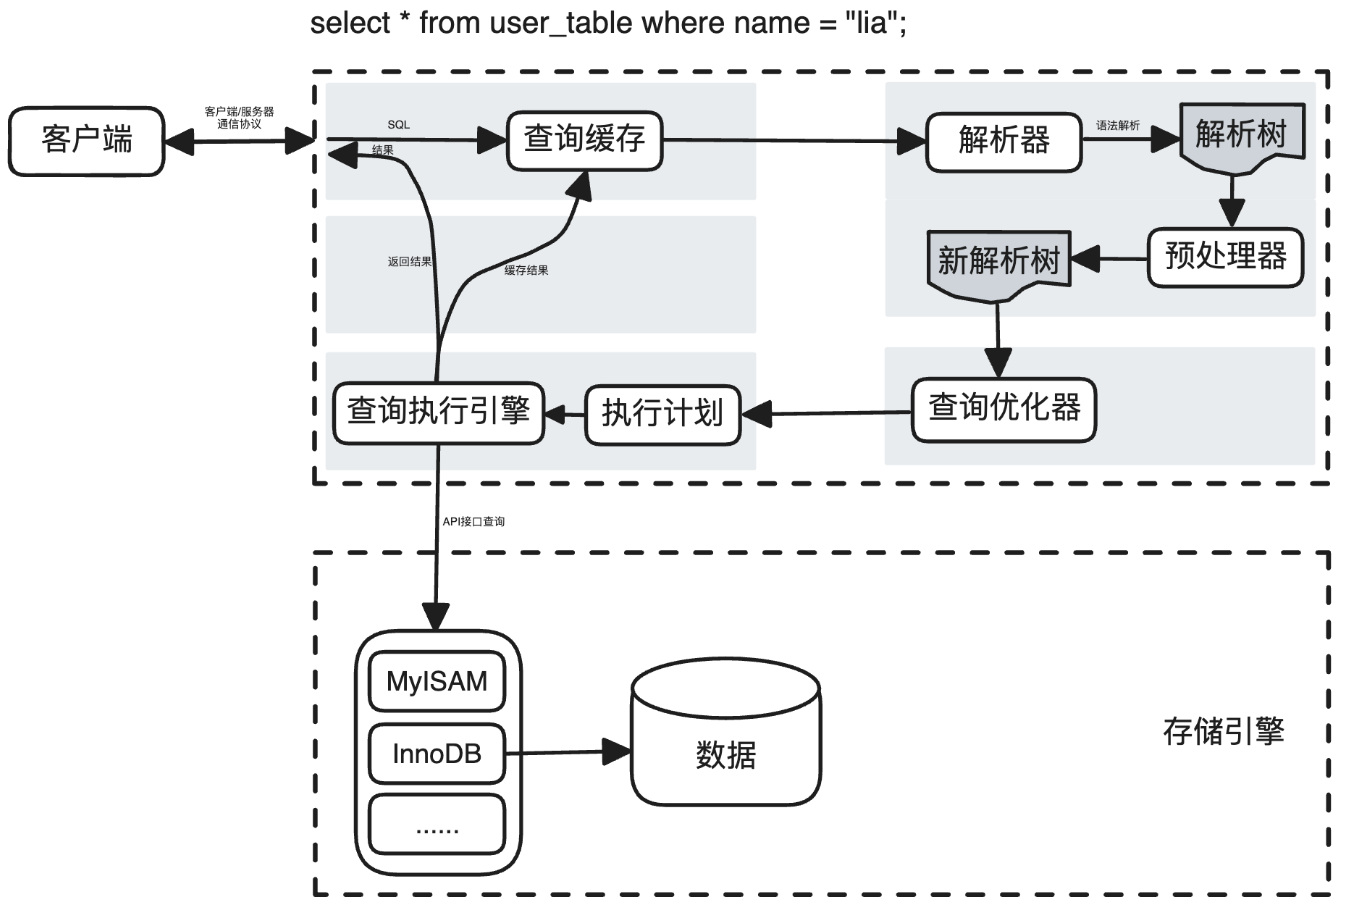 select * from user_table where name = "lia";
客户端
客户端/服务器
通信协议
SQL
结果
查询缓存
解析器
语法解析
解析树
预处理器
新解析树
返回结果
缓存结果
查询执行引擎
执行计划
查询优化器
API接口查询
MyISAM
InnoDB
......
数据
存储引擎